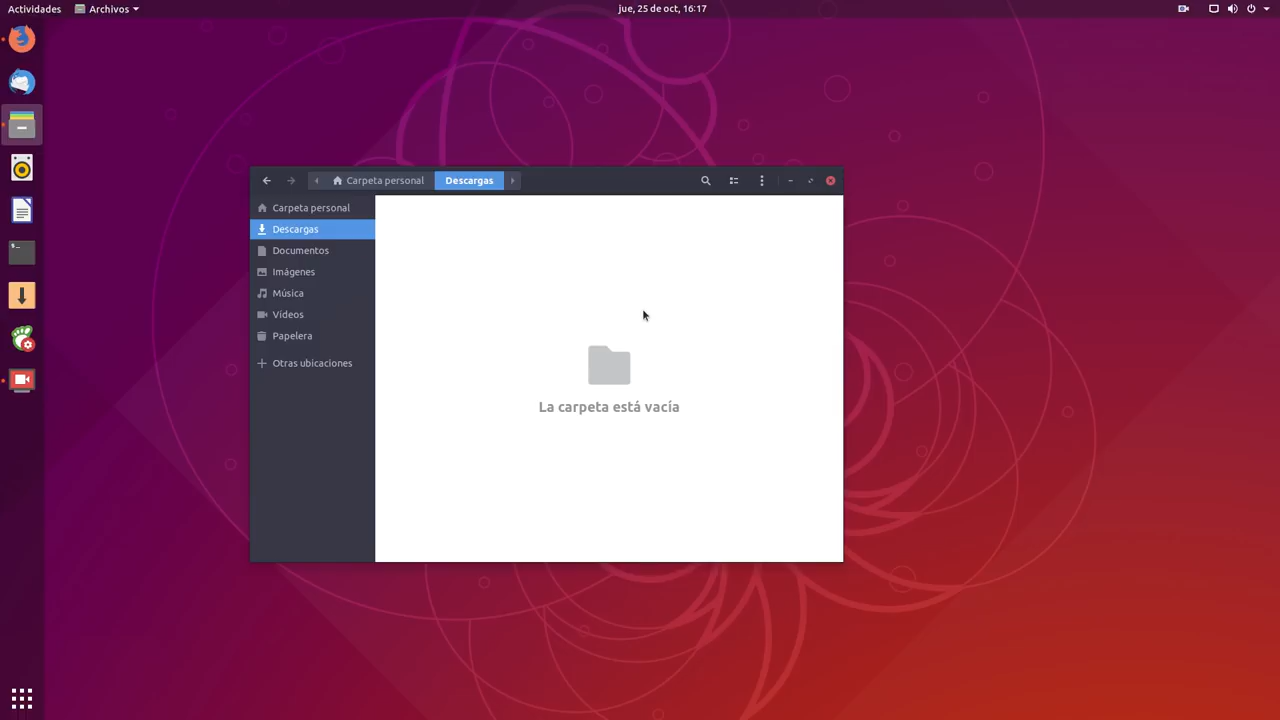 Actividades
Archivos
jue, 25 de oct, 16:17
Carpeta personal
Descargas
Carpeta personal
Descargas
Documentos
Imágenes
Música
Vídeos
Papelera
Otras ubicaciones
La carpeta está vacía